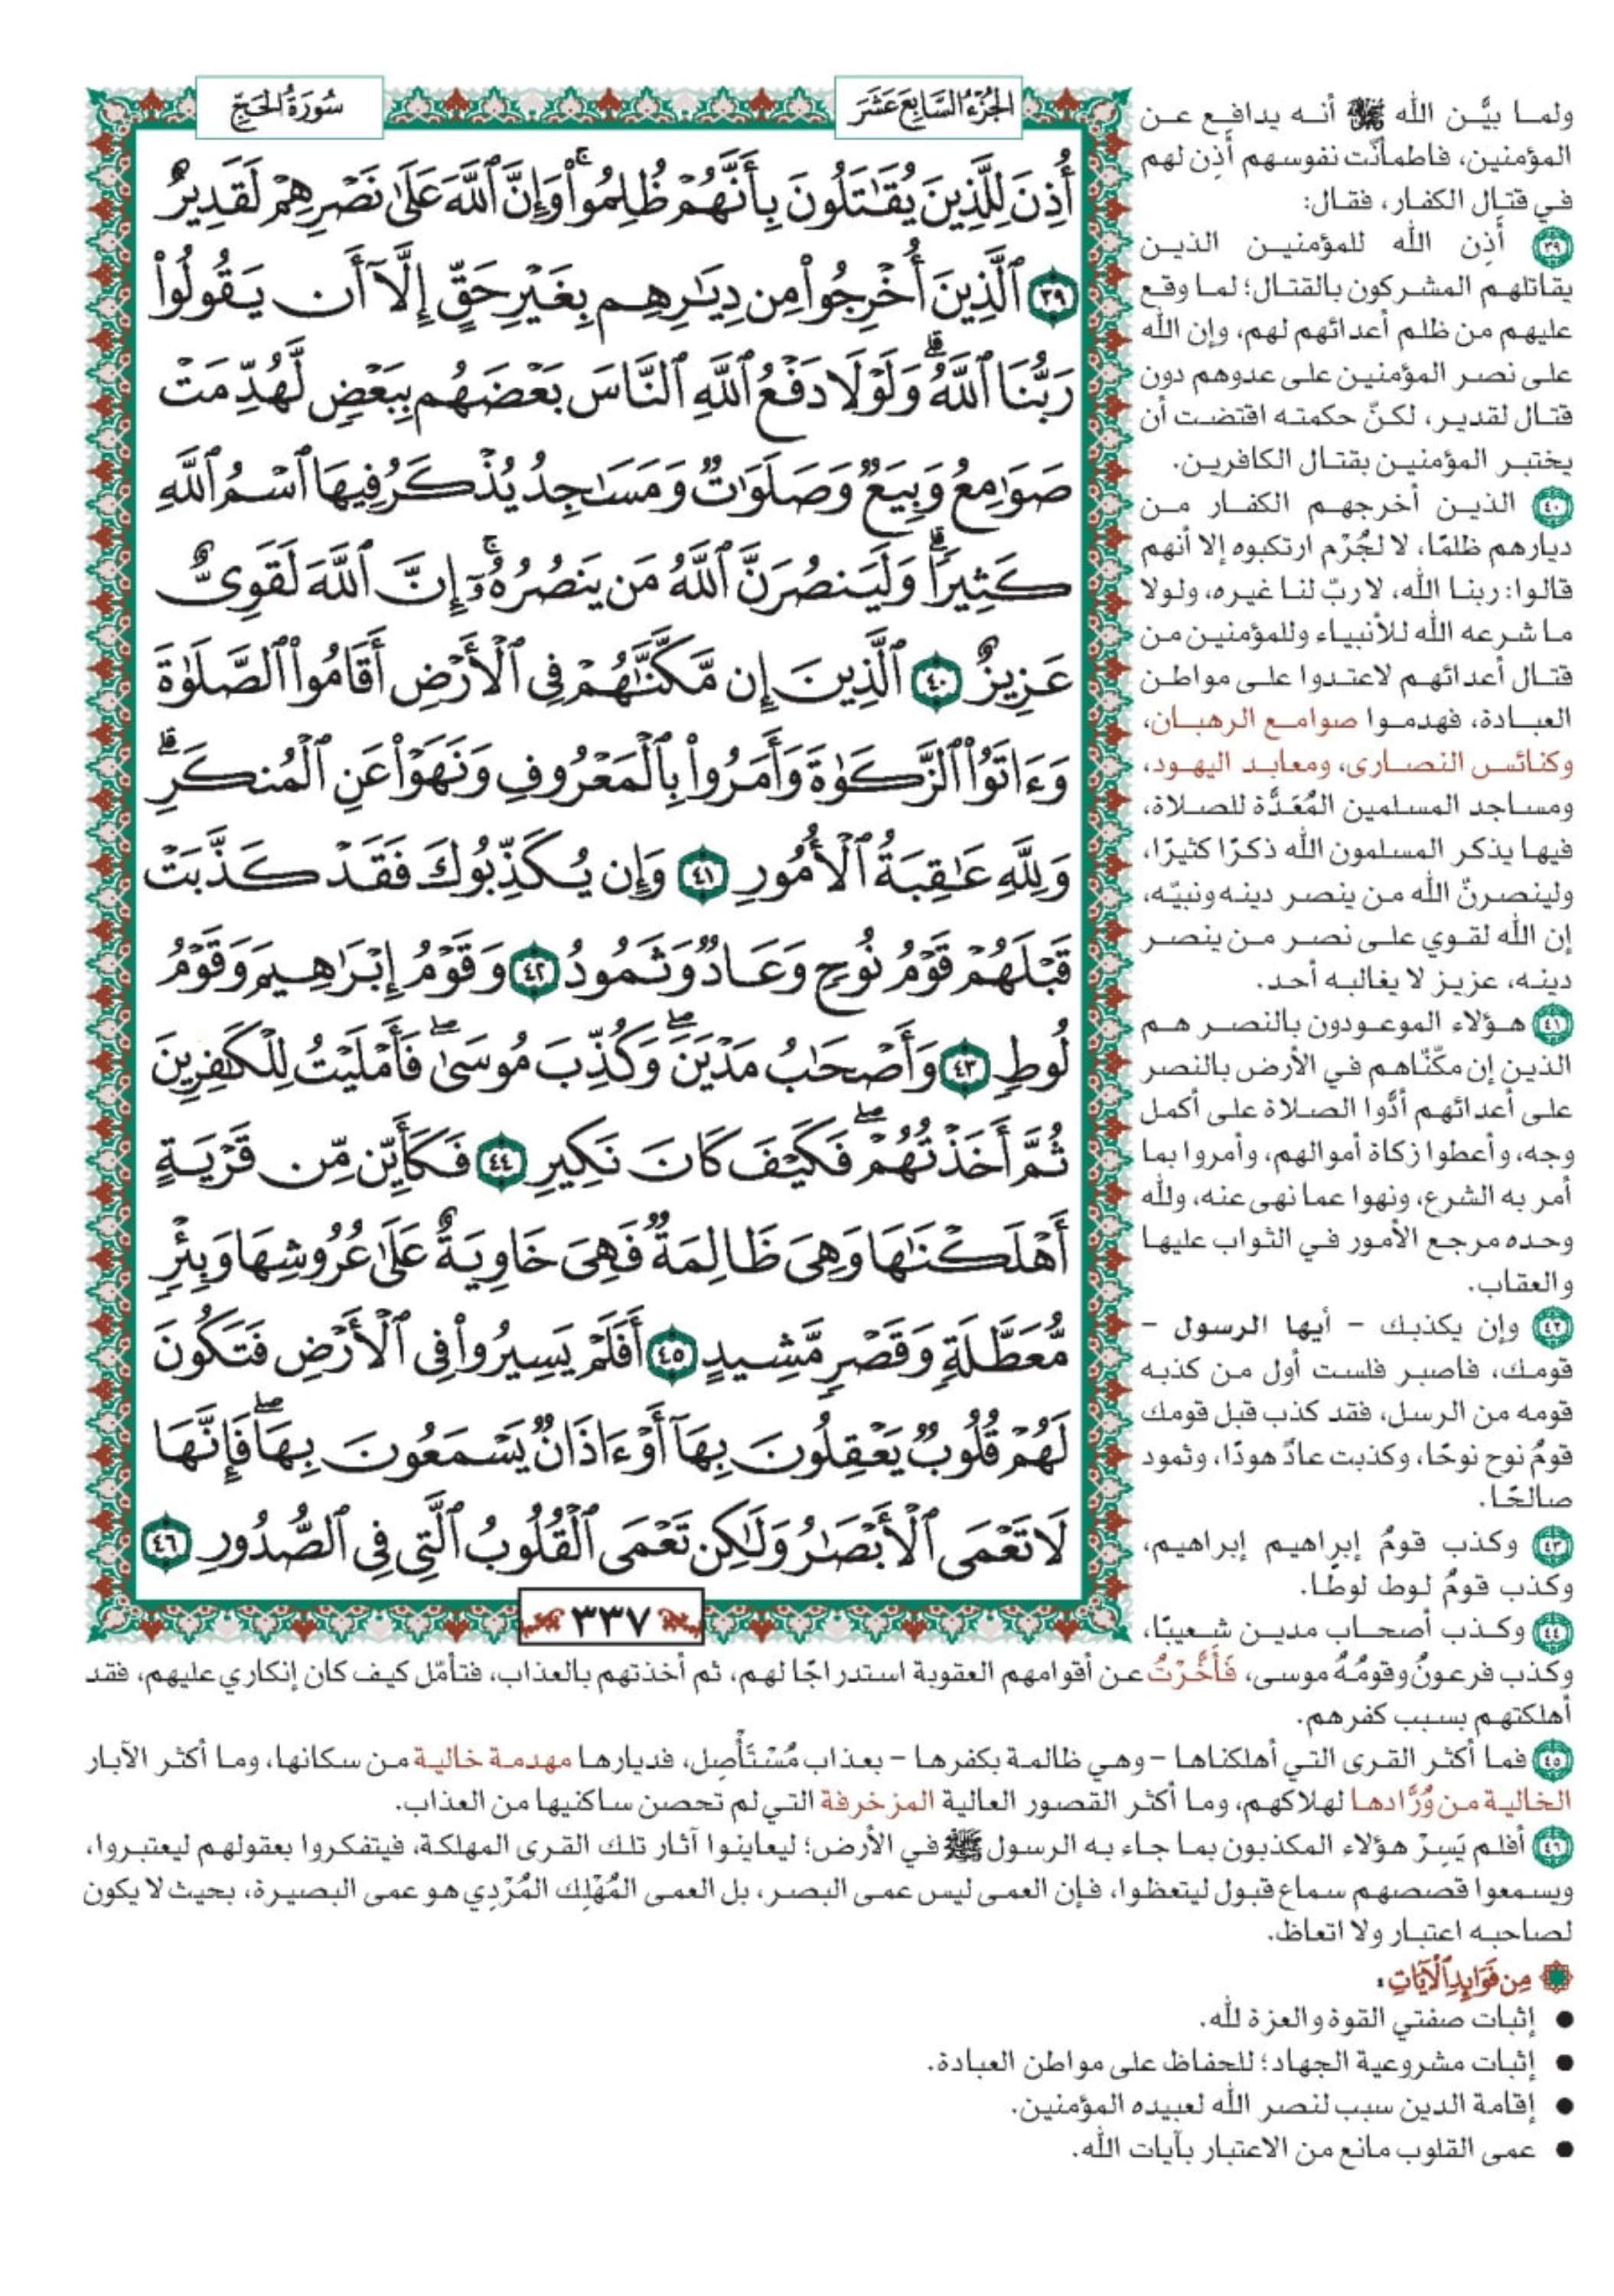 الجزء السابع عشر
سورة الحج
أُذِنَ لِلَّذِينَ يُقَٰتَلُونَ بِأَنَّهُمْ ظُلِمُوا۟ ۚ وَإِنَّ ٱللَّهَ عَلَىٰ نَصْرِهِمْ لَقَدِيرٌ
٣٩ ٱلَّذِينَ أُخْرِجُوا۟ مِن دِيَٰرِهِم بِغَيْرِ حَقٍّ إِلَّآ أَن يَقُولُوا۟
رَبُّنَا ٱللَّهُ ۗ وَلَوْلَا دَفْعُ ٱللَّهِ ٱلنَّاسَ بَعْضَهُم بِبَعْضٍ لَّهُدِّمَتْ
صَوَٰمِعُ وَبِيَعٌ وَصَلَوَٰتٌ وَمَسَٰجِدُ يُذْكَرُ فِيهَا ٱسْمُ ٱللَّهِ
كَثِيرًا ۗ وَلَيَنصُرَنَّ ٱللَّهُ مَن يَنصُرُهُۥٓ ۚ إِنَّ ٱللَّهَ لَقَوِىٌّ
عَزِيزٌ ٤٠ ٱلَّذِينَ إِن مَّكَّنَّٰهُمْ فِى ٱلْأَرْضِ أَقَامُوا۟ ٱلصَّلَوٰةَ
وَءَاتَوُا۟ ٱلزَّكَوٰةَ وَأَمَرُوا۟ بِٱلْمَعْرُوفِ وَنَهَوْا۟ عَنِ ٱلْمُنكَرِ ۗ
وَلِلَّهِ عَٰقِبَةُ ٱلْأُمُورِ ٤١ وَإِن يُكَذِّبُوكَ فَقَدْ كَذَّبَتْ
قَبْلَهُمْ قَوْمُ نُوحٍ وَعَادٌ وَثَمُودُ ٤٢ وَقَوْمُ إِبْرَٰهِيمَ وَقَوْمُ
لُوطٍ ٤٣ وَأَصْحَٰبُ مَدْيَنَ ۖ وَكُذِّبَ مُوسَىٰ ۖ فَأَمْلَيْتُ لِلْكَٰفِرِينَ
ثُمَّ أَخَذْتُهُمْ ۖ فَكَيْفَ كَانَ نَكِيرِ ٤٤ فَكَأَيِّن مِّن قَرْيَةٍ
أَهْلَكْنَٰهَا وَهِىَ ظَالِمَةٌ فَهِىَ خَاوِيَةٌ عَلَىٰ عُرُوشِهَا وَبِئْرٍ
مُّعَطَّلَةٍ وَقَصْرٍ مَّشِيدٍ ٤٥ أَفَلَمْ يَسِيرُوا۟ فِى ٱلْأَرْضِ فَتَكُونَ
لَهُمْ قُلُوبٌ يَعْقِلُونَ بِهَآ أَوْ ءَاذَانٌ يَسْمَعُونَ بِهَا ۖ فَإِنَّهَا
لَا تَعْمَى ٱلْأَبْصَٰرُ وَلَٰكِن تَعْمَى ٱلْقُلُوبُ ٱلَّتِى فِى ٱلصُّدُورِ ٤٦
٣٣٧
ولما بيَّن الله ﷻ أنه يدافع عن
المؤمنين، فاطمأنّت نفوسهم أَذِن لهم
في قتال الكفار، فقال:
٣٩ أَذِن الله للمؤمنين الذين
يقاتلهم المشركون بالقتال؛ لما وقع
عليهم من ظلم أعدائهم لهم، وإن الله
على نصر المؤمنين على عدوهم دون
قتال لقدير، لكنّ حكمته اقتضت أن
يختبر المؤمنين بقتال الكافرين.
٤٠ الذين أخرجهم الكفار من
ديارهم ظلمًا، لا لجُرْم ارتكبوه إلا أنهم
قالوا: ربنا الله، لا ربّ لنا غيره، ولولا
ما شرعه الله للأنبياء وللمؤمنين من
قتال أعدائهم لاعتدوا على مواطن
العبادة، فهدموا صوامع الرهبان،
وكنائس النصارى، ومعابد اليهود،
ومساجد المسلمين المُعَدَّة للصلاة،
فيها يذكر المسلمون الله ذكرًا كثيرًا،
ولينصرنّ الله من ينصر دينه ونبيّه،
إن الله لقوي على نصر من ينصر
دينه، عزيز لا يغالبه أحد.
٤١ هؤلاء الموعودون بالنصر هم
الذين إن مكّنّاهم في الأرض بالنصر
على أعدائهم أدَّوا الصلاة على أكمل
وجه، وأعطوا زكاة أموالهم، وأمروا بما
أمر به الشرع، ونهوا عما نهى عنه، ولله
وحده مرجع الأمور في الثواب عليها
والعقاب.
٤٢ وإن يكذبك - أيها الرسول -
قومك، فاصبر فلست أول من كذبه
قومه من الرسل، فقد كذب قبل قومك
قومُ نوح نوحًا، وكذبت عادٌ هودًا، وثمود
صالحًا.
٤٣ وكذب قومُ إبراهيم إبراهيم،
وكذب قومُ لوط لوطًا.
٤٤ وكذب أصحاب مدين شعيبًا،
وكذب فرعونُ وقومُهُ موسى، فَأَخَّرْتُ عن أقوامهم العقوبة استدراجًا لهم، ثم أخذتهم بالعذاب، فتأمّل كيف كان إنكاري عليهم، فقد
أهلكتهم بسبب كفرهم.
٤٥ فما أكثر القرى التي أهلكناها - وهي ظالمة بكفرها - بعذاب مُسْتَأْصِل، فديارها مهدمة خالية من سكانها، وما أكثر الآبار
الخالية من وُرَّادها لهلاكهم، وما أكثر القصور العالية المزخرفة التي لم تحصن ساكنيها من العذاب.
٤٦ أفلم يَسِرْ هؤلاء المكذبون بما جاء به الرسول ﷺ في الأرض؛ ليعاينوا آثار تلك القرى المهلكة، فيتفكروا بعقولهم ليعتبروا،
ويسمعوا قصصهم سماع قبول ليتعظوا، فإن العمى ليس عمى البصر، بل العمى المُهْلِك المُرْدِي هو عمى البصيرة، بحيث لا يكون
لصاحبه اعتبار ولا اتعاظ.
من فوائد الآيات:
● إثبات صفتي القوة والعزة لله.
● إثبات مشروعية الجهاد؛ للحفاظ على مواطن العبادة.
● إقامة الدين سبب لنصر الله لعبيده المؤمنين.
● عمى القلوب مانع من الاعتبار بآيات الله.